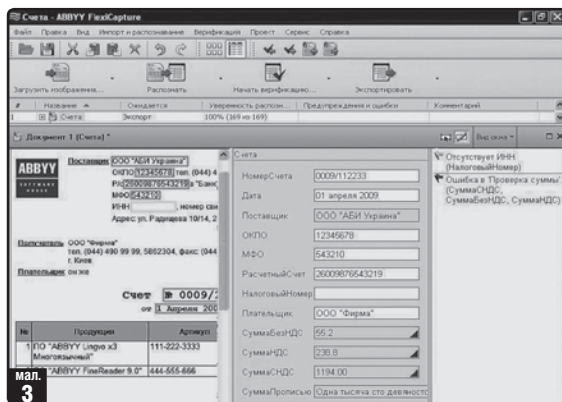 Счета - ABBYY FlexiCapture
Файл Правка Вид Импорт и распознавание Верификация Проект Сервис Справка
Загрузить изображения... Распознать Начать верификацию... Экспортировать
# Название Ожидается Уверенность распозн... Предупреждения и ошибки Комментарий
1 Счета Экспорт 100% (169 из 169)
Документ 1 (Счета) * Вид окна
ABBYY
SOFTWARE HOUSE
Поставщик: ООО "АБИ Украина"
ОКПО 12345678, тел. (044) 4
Р/с 26009876543219 в "Банк
МФО 543210
ИНН , номер сви
Адрес: ул. Радищева 10/14, 2
Получатель ООО "Фирма"
тел. (044) 490 99 99, 5862304, факс: (044
г. Киев
Плательщик он же
Счет № 0009/
от 1 Апреля 200
№ Продукция Артикул
1 ПО "ABBYY Lingvo x3 Многоязычный" 111-222-3333
ПО "ABBYY FineReader 9.0" 444-555-666
Счета
НомерСчета 0009/112233
Дата 01 апреля 2009
Поставщик ООО "АБИ Украина"
ОКПО 12345678
МФО 543210
РасчетныйСчет 26009876543219
НалоговыйНомер
Плательщик ООО "Фирма"
СуммаБезНДС 55.2
СуммаНДС 238.8
СуммаСНДС 1194.00
СуммаПрописью Одна тысяча сто девяносто
Отсутствует ИНН
(НалоговыйНомер)
Ошибка в 'Проверка суммы'
(СуммаСНДС,
СуммаБезНДС, СуммаНДС)
мал.
3